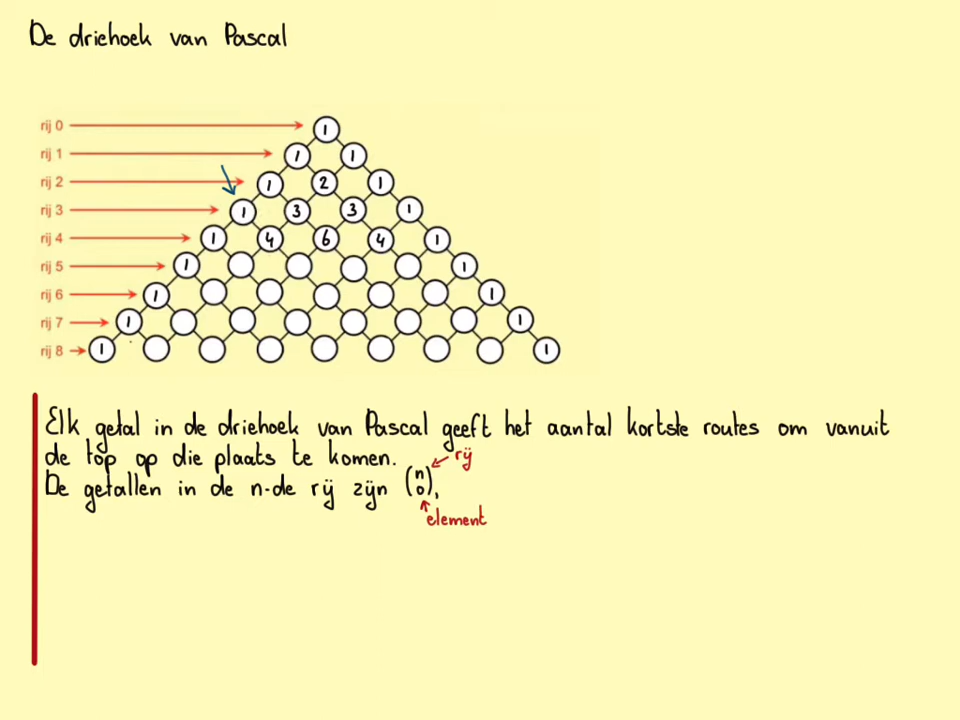 De driehoek van Pascal
rij 0 1
rij 1 1 1
rij 2 1 2 1
rij 3 1 3 3 1
rij 4 1 4 6 4 1
rij 5 1 1
rij 6 1 1
rij 7 1 1
rij 8 1 1
Elk getal in de driehoek van Pascal geeft het aantal kortste routes om vanuit
de top op die plaats te komen.
rij
De getallen in de n-de rij zijn (n 0),
element